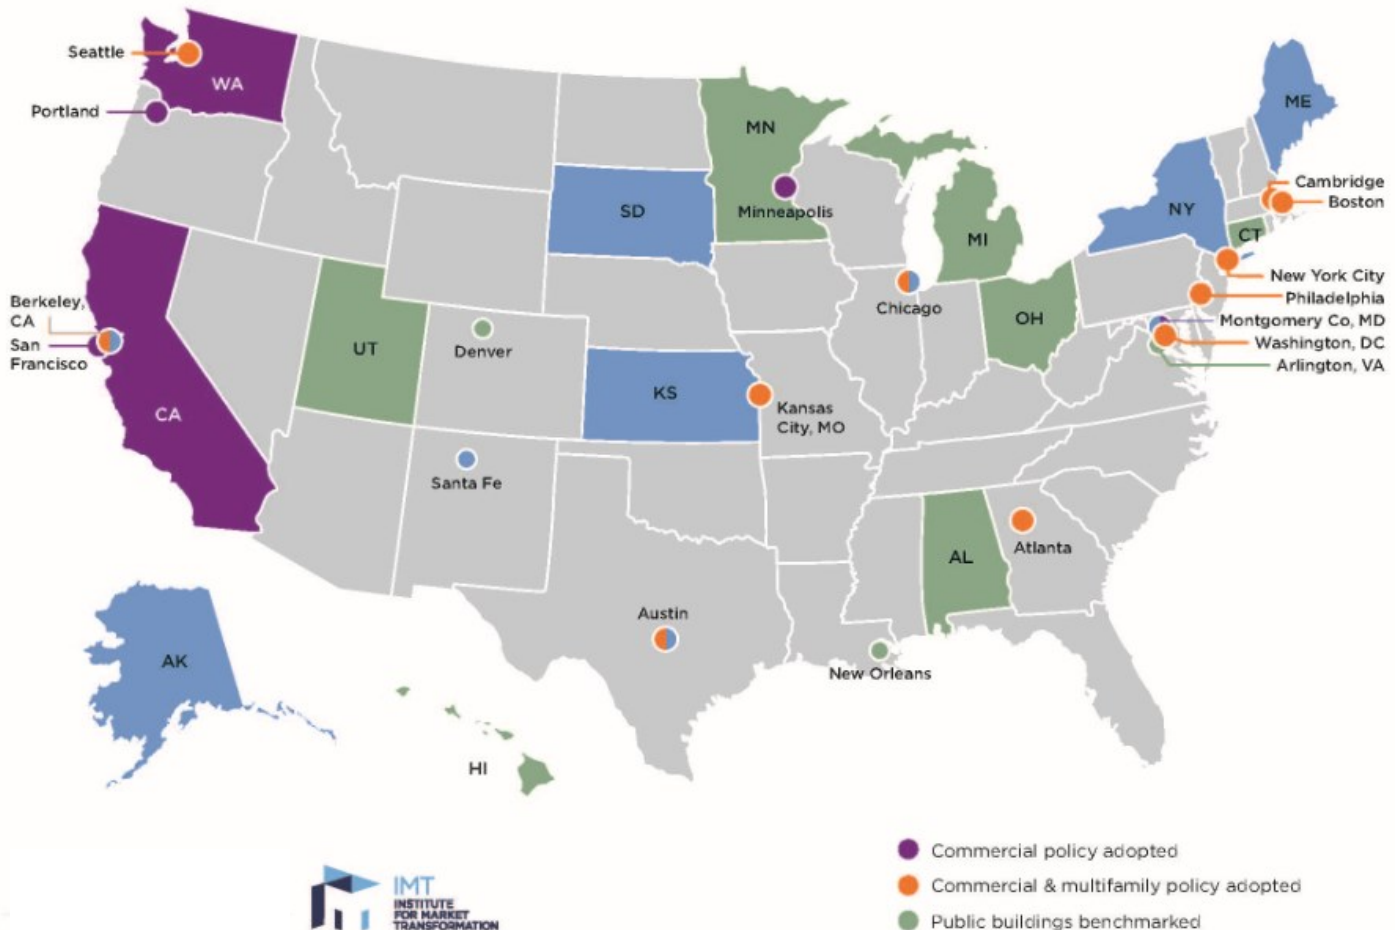 Seattle
WA
Portland
MN
ME
SD
Minneapolis
MI
NY
CT
Cambridge
Boston
New York City
Philadelphia
Montgomery Co, MD
Washington, DC
Arlington, VA
Berkeley,
CA
San
Francisco
CA
UT
Denver
Chicago
OH
KS
Kansas
City, MO
Santa Fe
AL
Atlanta
Austin
New Orleans
AK
HI
IMT
INSTITUTE
FOR MARKET
TRANSFORMATION
Commercial policy adopted
Commercial & multifamily policy adopted
Public buildings benchmarked